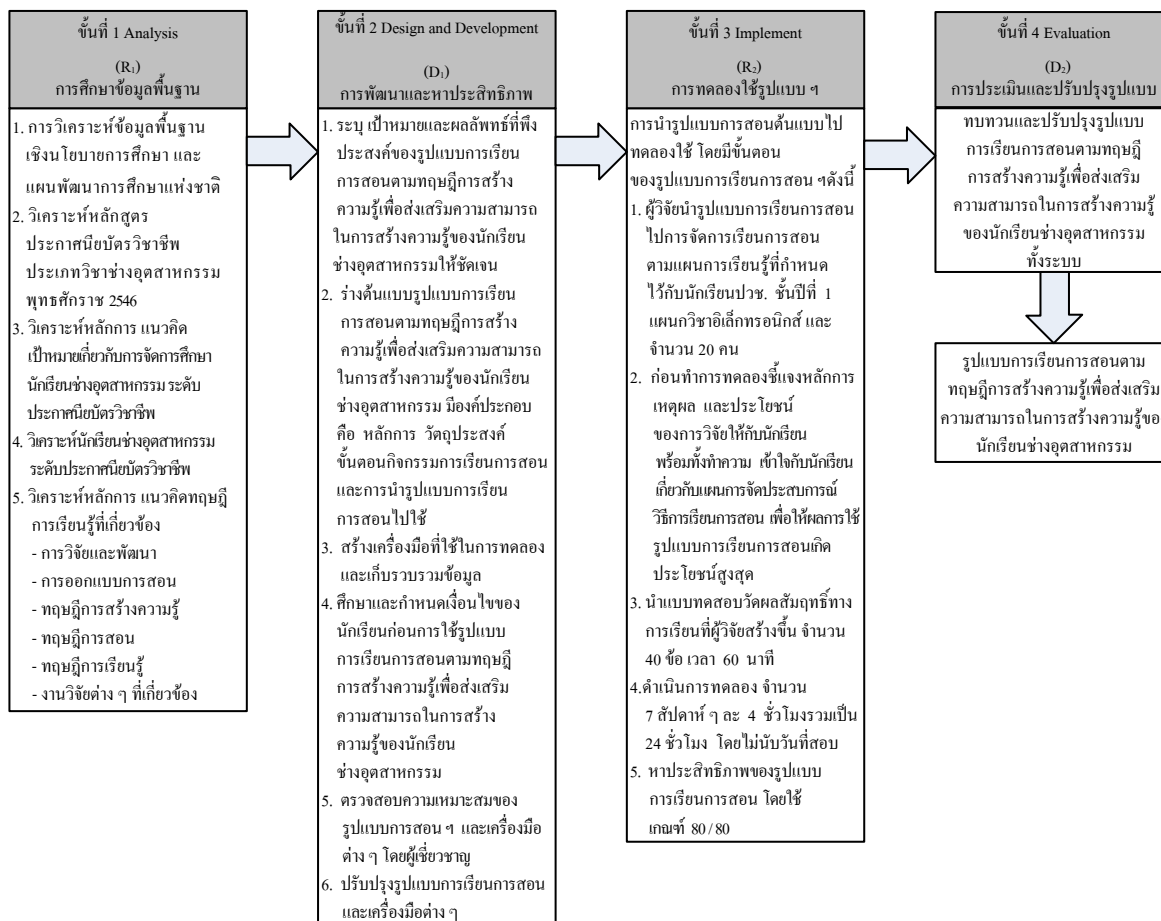 ขั้นที่ 1 Analysis
(R₁)
การศึกษาข้อมูลพื้นฐาน
1. การวิเคราะห์ข้อมูลพื้นฐาน
เชิงนโยบายการศึกษา และ
แผนพัฒนาการศึกษาแห่งชาติ
2. วิเคราะห์หลักสูตร
ประกาศนียบัตรวิชาชีพ
ประเภทวิชาช่างอุตสาหกรรม
พุทธศักราช 2546
3. วิเคราะห์หลักการ แนวคิด
เป้าหมายเกี่ยวกับการจัดการศึกษา
นักเรียนช่างอุตสาหกรรม ระดับ
ประกาศนียบัตรวิชาชีพ
4. วิเคราะห์นักเรียนช่างอุตสาหกรรม
ระดับประกาศนียบัตรวิชาชีพ
5. วิเคราะห์หลักการ แนวคิดทฤษฎี
การเรียนรู้ที่เกี่ยวข้อง
- การวิจัยและพัฒนา
- การออกแบบการสอน
- ทฤษฎีการสร้างความรู้
- ทฤษฎีการสอน
- ทฤษฎีการเรียนรู้
- งานวิจัยต่าง ๆ ที่เกี่ยวข้อง
ขั้นที่ 2 Design and Development
(D₁)
การพัฒนาและหาประสิทธิภาพ
1. ระบุ เป้าหมายและผลลัพท์ที่พึง
ประสงค์ของรูปแบบการเรียน
การสอนตามทฤษฎีการสร้าง
ความรู้เพื่อส่งเสริมความสามารถ
ในการสร้างความรู้ของนักเรียน
ช่างอุตสาหกรรมให้ชัดเจน
2. ร่างต้นแบบรูปแบบการเรียน
การสอนตามทฤษฎีการสร้าง
ความรู้เพื่อส่งเสริมความสามารถ
ในการสร้างความรู้ของนักเรียน
ช่างอุตสาหกรรม มีองค์ประกอบ
คือ หลักการ วัตถุประสงค์
ขั้นตอนกิจกรรมการเรียนการสอน
และการนำรูปแบบการเรียน
การสอนไปใช้
3. สร้างเครื่องมือที่ใช้ในการทดลอง
และเก็บรวบรวมข้อมูล
4. ศึกษาและกำหนดเงื่อนไขของ
นักเรียนก่อนการใช้รูปแบบ
การเรียนการสอนตามทฤษฎี
การสร้างความรู้เพื่อส่งเสริม
ความสามารถในการสร้าง
ความรู้ของนักเรียน
ช่างอุตสาหกรรม
5. ตรวจสอบความเหมาะสมของ
รูปแบบการสอน ฯ และเครื่องมือ
ต่าง ๆ โดยผู้เชี่ยวชาญ
6. ปรับปรุงรูปแบบการเรียนการสอน
และเครื่องมือต่าง ๆ
ขั้นที่ 3 Implement
(R₂)
การทดลองใช้รูปแบบ ฯ
การนำรูปแบบการสอนต้นแบบไป
ทดลองใช้ โดยมีขั้นตอน
ของรูปแบบการเรียนการสอน ฯดังนี้
1. ผู้วิจัยนำรูปแบบการเรียนการสอน
ไปการจัดการเรียนการสอน
ตามแผนการเรียนรู้ที่กำหนด
ไว้กับนักเรียนปวช. ชั้นปีที่ 1
แผนกวิชาอิเล็กทรอนิกส์ และ
จำนวน 20 คน
2. ก่อนทำการทดลองชี้แจงหลักการ
เหตุผล และประโยชน์
ของการวิจัยให้กับนักเรียน
พร้อมทั้งทำความ เข้าใจกับนักเรียน
เกี่ยวกับแผนการจัดประสบการณ์
วิธีการเรียนการสอน เพื่อให้ผลการใช้
รูปแบบการเรียนการสอนเกิด
ประโยชน์สูงสุด
3. นำแบบทดสอบวัดผลสัมฤทธิ์ทาง
การเรียนที่ผู้วิจัยสร้างขึ้น จำนวน
40 ข้อ เวลา 60 นาที
4.ดำเนินการทดลอง จำนวน
7 สัปดาห์ ๆ ละ 4 ชั่วโมงรวมเป็น
24 ชั่วโมง โดยไม่นับวันที่สอบ
5. หาประสิทธิภาพของรูปแบบ
การเรียนการสอน โดยใช้
เกณฑ์ 80 / 80
ขั้นที่ 4 Evaluation
(D₂)
การประเมินและปรับปรุงรูปแบบ
ทบทวนและปรับปรุงรูปแบบ
การเรียนการสอนตามทฤษฎี
การสร้างความรู้เพื่อส่งเสริม
ความสามารถในการสร้างความรู้
ของนักเรียนช่างอุตสาหกรรม
ทั้งระบบ
รูปแบบการเรียนการสอนตาม
ทฤษฎีการสร้างความรู้เพื่อส่งเสริม
ความสามารถในการสร้างความรู้ขอ
นักเรียนช่างอุตสาหกรรม